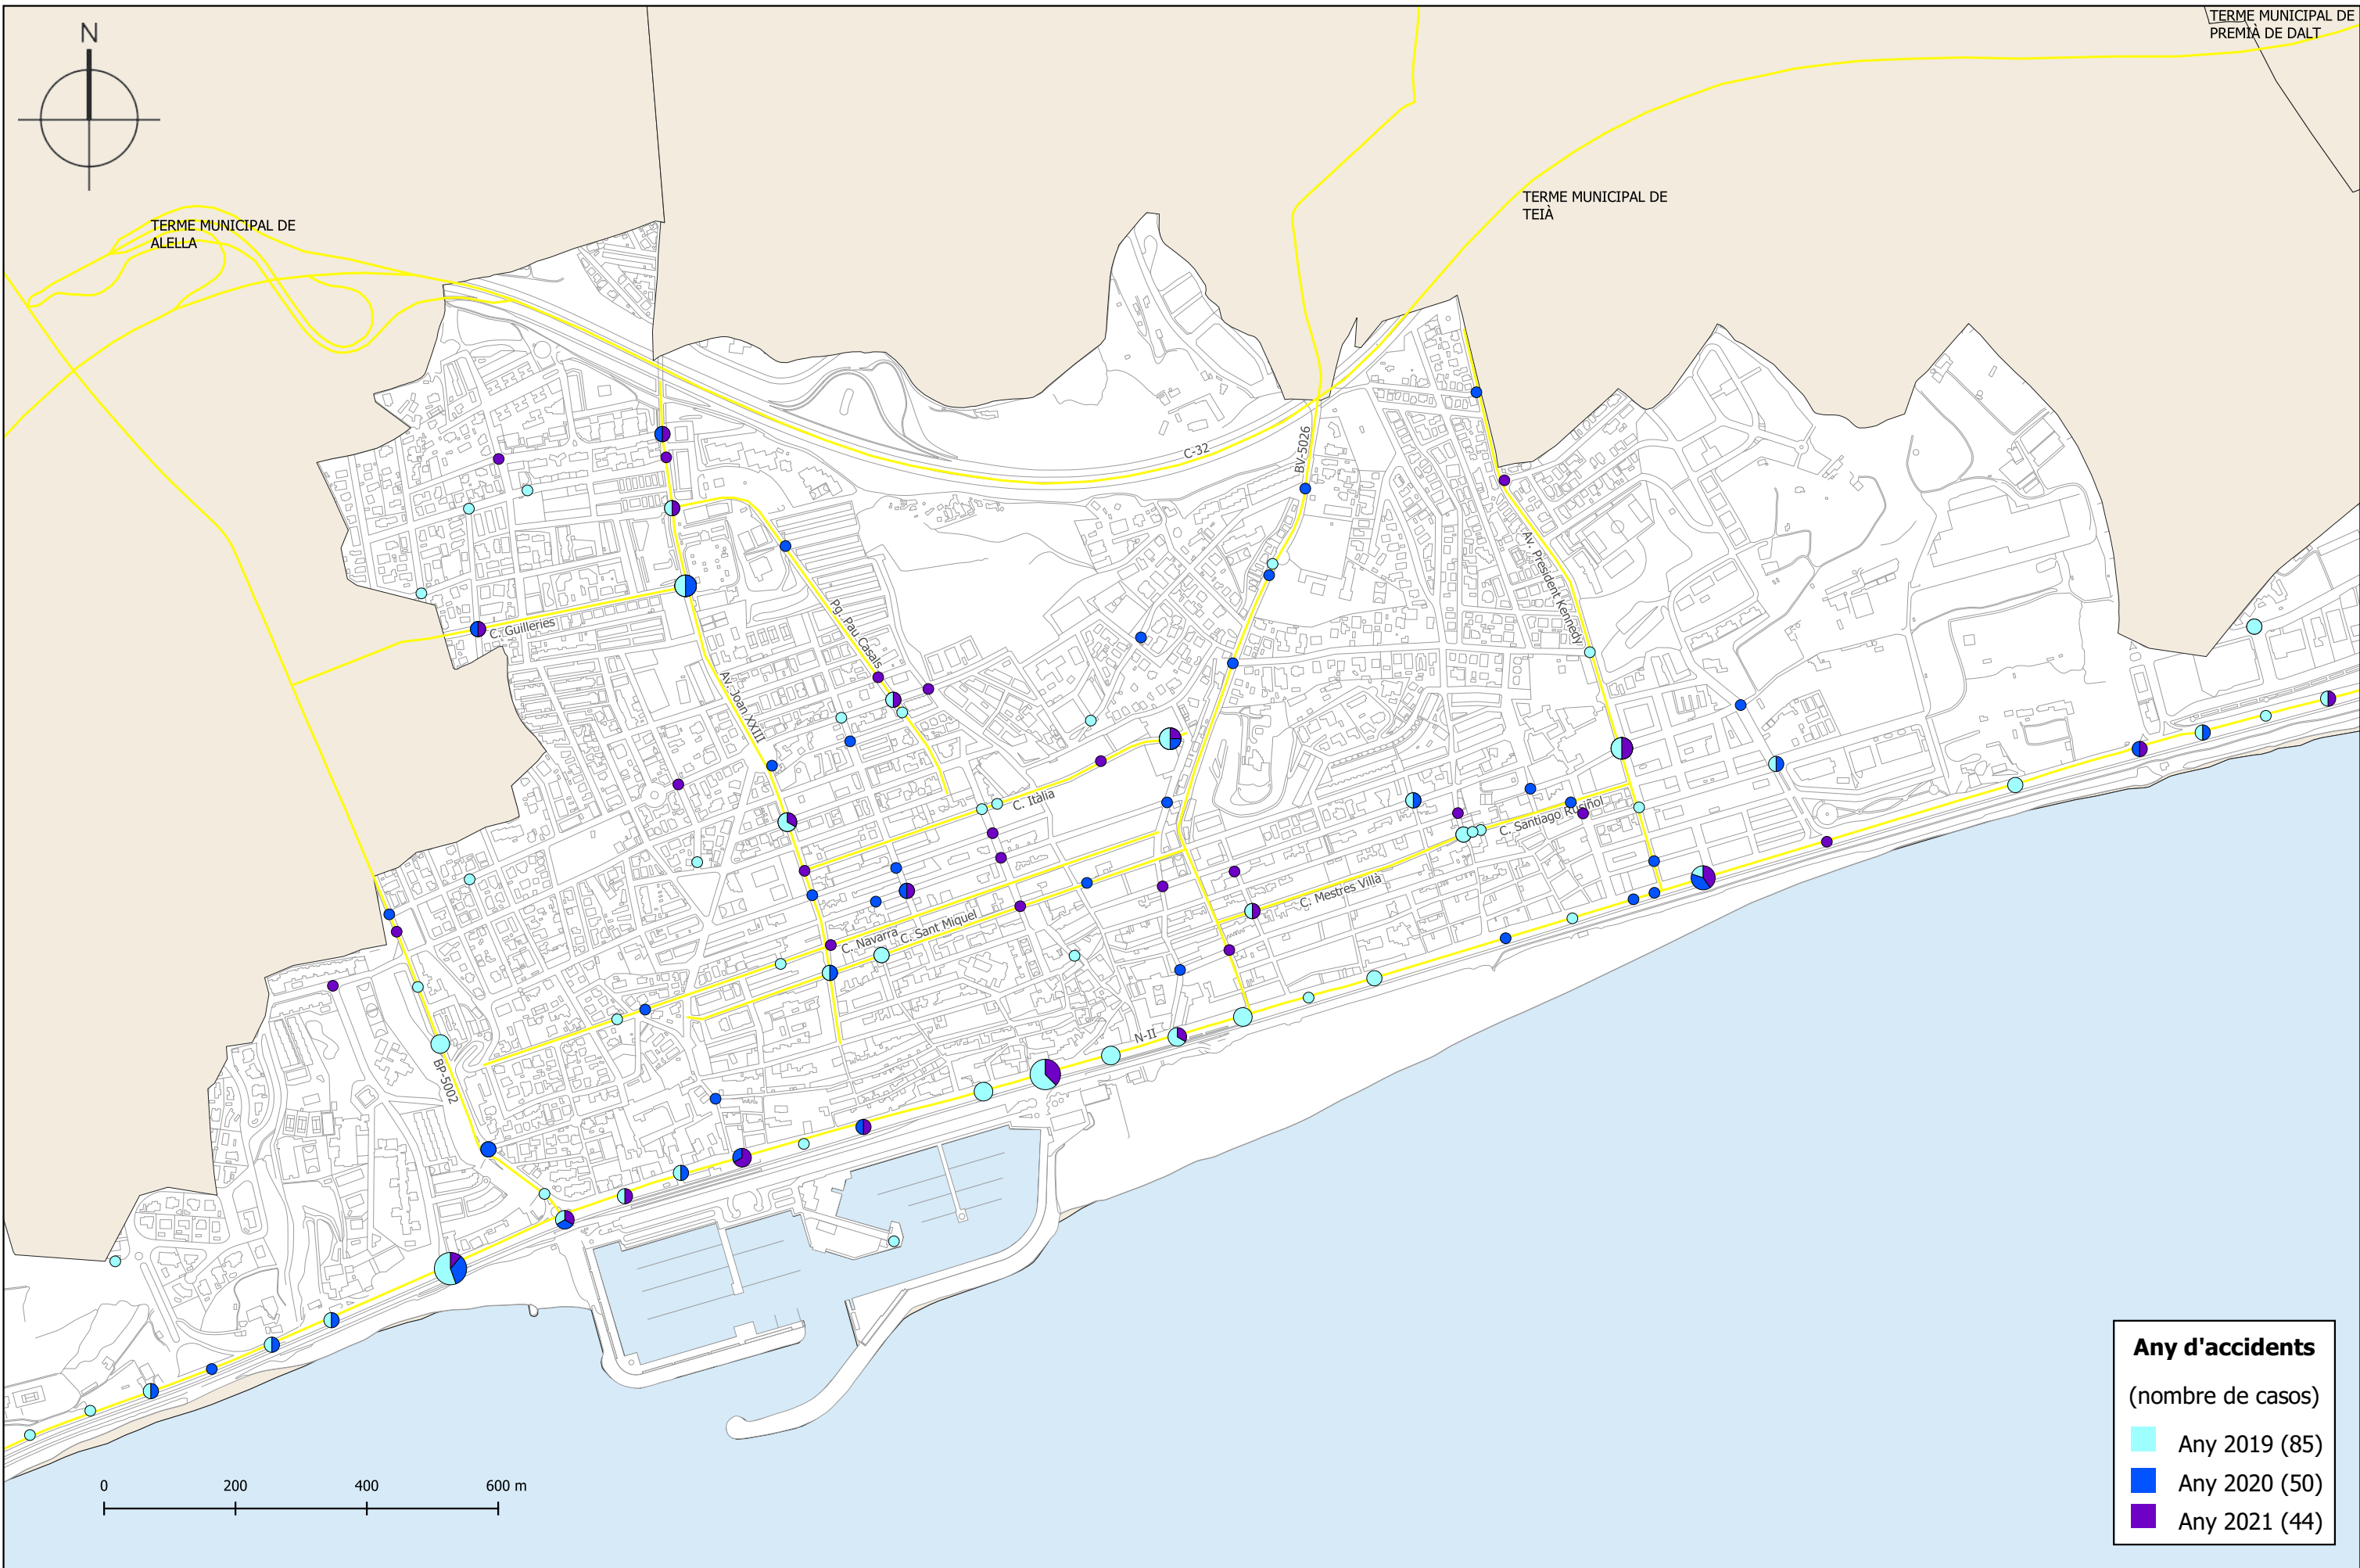 N
TERME MUNICIPAL DE
PREMIÀ DE DALT
TERME MUNICIPAL DE
TEIÀ
TERME MUNICIPAL DE
ALELLA
C-32
BV-5026
Av. President Kennedy
Pg. Pau Casals
C. Guilleries
Av. Joan XXIII
C. Itàlia
C. Santiago Rusiñol
C. Mestres Villà
C. Navarra
C. Sant Miquel
N-II
BP-5002
0 200 400 600 m
Any d'accidents
(nombre de casos)
Any 2019 (85)
Any 2020 (50)
Any 2021 (44)